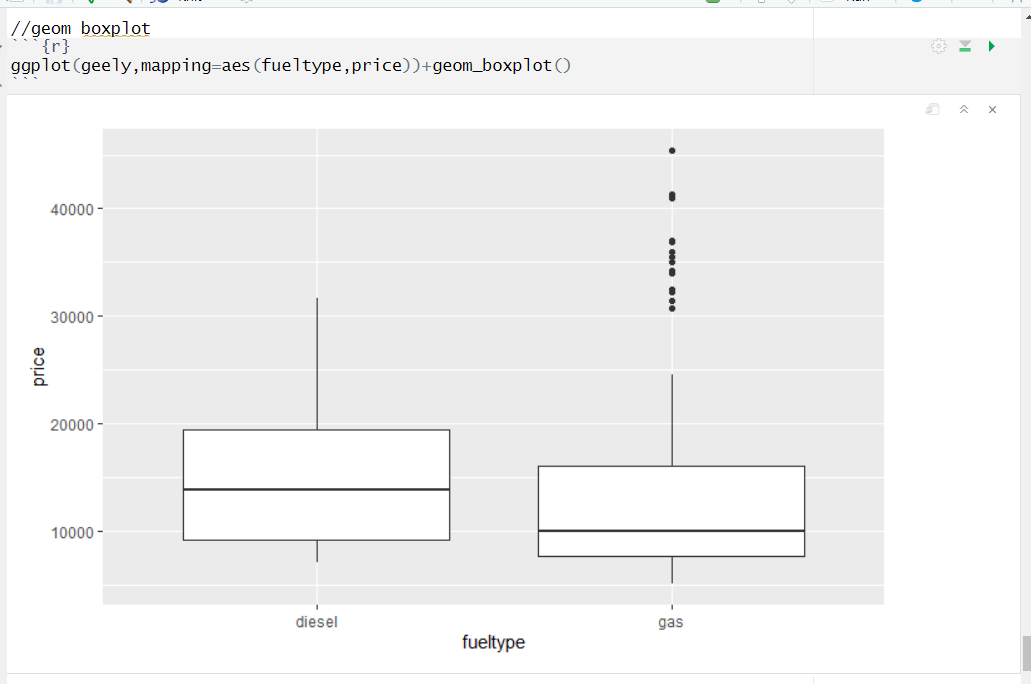 //geom boxplot
```{r}
ggplot(geely,mapping=aes(fueltype,price))+geom_boxplot()
```
40000
30000
price
20000
10000
diesel gas
fueltype